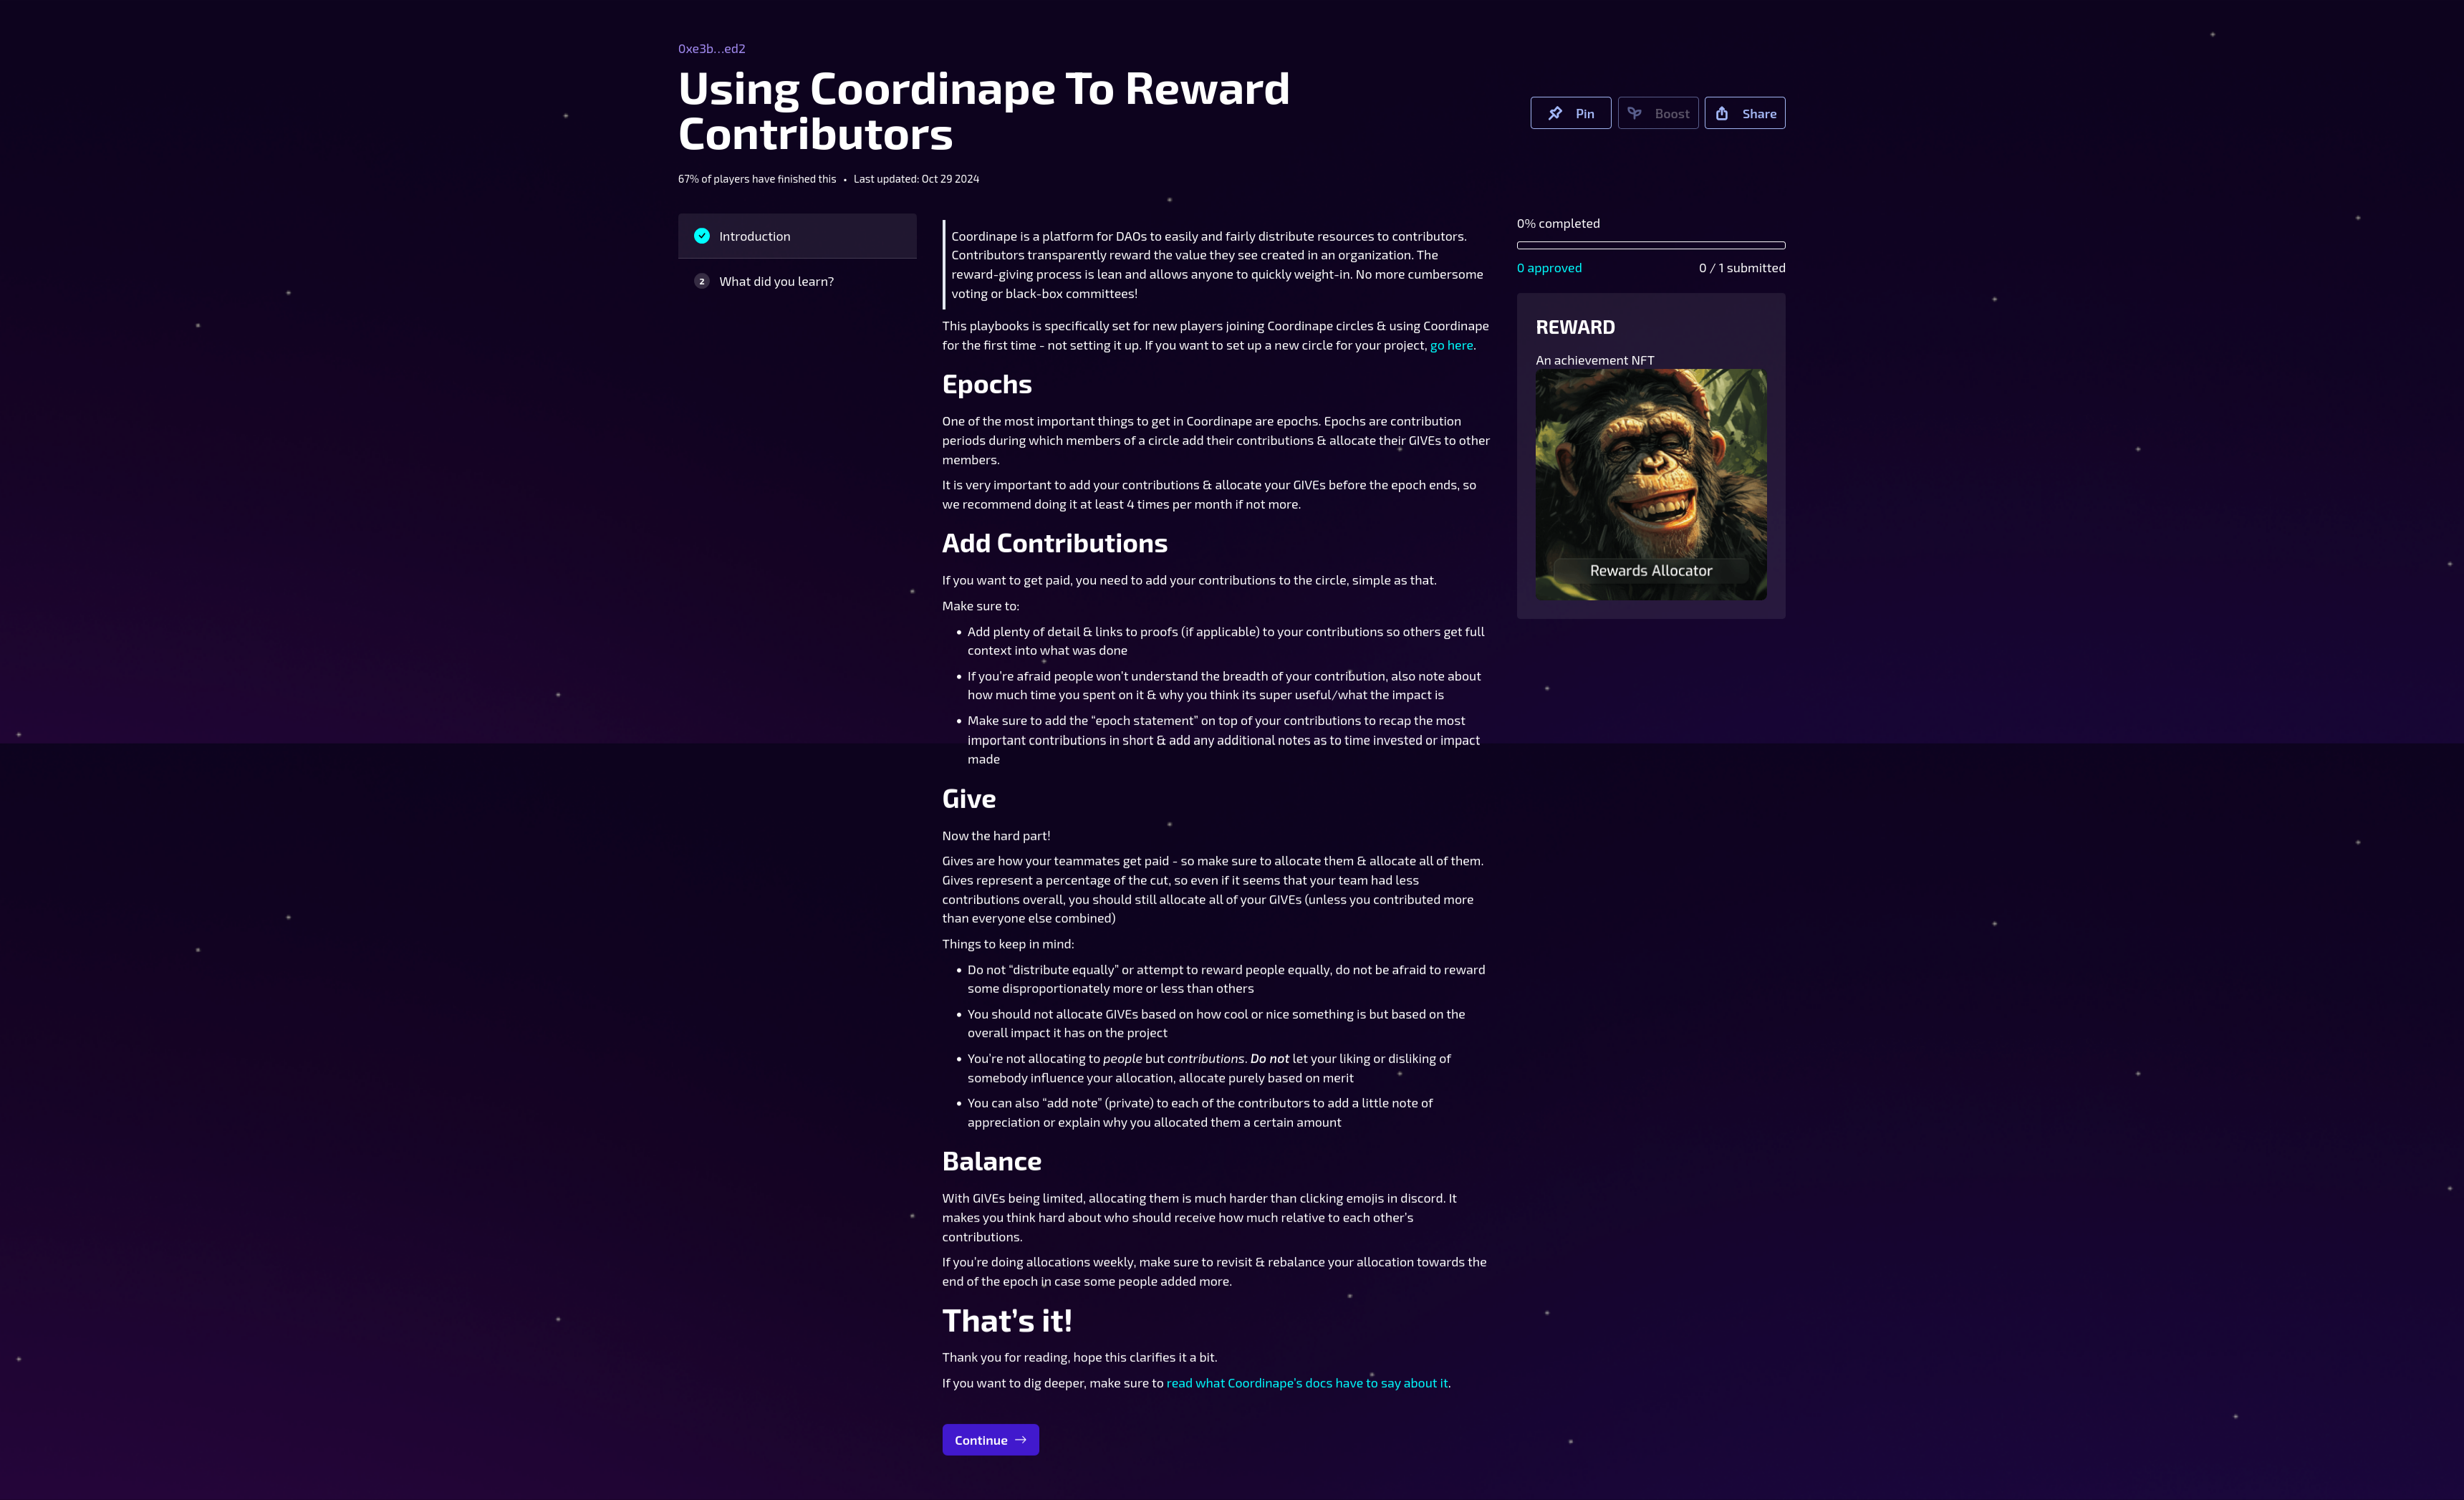 0xe3b...ed2
Using Coordinape To Reward
Contributors
Pin
Boost
Share
67% of players have finished this • Last updated: Oct 29 2024
Introduction
2 What did you learn?
Coordinape is a platform for DAOs to easily and fairly distribute resources to contributors.
Contributors transparently reward the value they see created in an organization. The
reward-giving process is lean and allows anyone to quickly weight-in. No more cumbersome
voting or black-box committees!
This playbooks is specifically set for new players joining Coordinape circles & using Coordinape
for the first time - not setting it up. If you want to set up a new circle for your project, go here.
Epochs
One of the most important things to get in Coordinape are epochs. Epochs are contribution
periods during which members of a circle add their contributions & allocate their GIVEs to other
members.
It is very important to add your contributions & allocate your GIVEs before the epoch ends, so
we recommend doing it at least 4 times per month if not more.
Add Contributions
If you want to get paid, you need to add your contributions to the circle, simple as that.
Make sure to:
• Add plenty of detail & links to proofs (if applicable) to your contributions so others get full
context into what was done
• If you're afraid people won't understand the breadth of your contribution, also note about
how much time you spent on it & why you think its super useful/what the impact is
• Make sure to add the "epoch statement" on top of your contributions to recap the most
important contributions in short & add any additional notes as to time invested or impact
made
Give
Now the hard part!
Gives are how your teammates get paid - so make sure to allocate them & allocate all of them.
Gives represent a percentage of the cut, so even if it seems that your team had less
contributions overall, you should still allocate all of your GIVEs (unless you contributed more
than everyone else combined)
Things to keep in mind:
• Do not "distribute equally" or attempt to reward people equally, do not be afraid to reward
some disproportionately more or less than others
• You should not allocate GIVEs based on how cool or nice something is but based on the
overall impact it has on the project
• You're not allocating to people but contributions. Do not let your liking or disliking of
somebody influence your allocation, allocate purely based on merit
• You can also "add note" (private) to each of the contributors to add a little note of
appreciation or explain why you allocated them a certain amount
Balance
With GIVEs being limited, allocating them is much harder than clicking emojis in discord. It
makes you think hard about who should receive how much relative to each other's
contributions.
If you're doing allocations weekly, make sure to revisit & rebalance your allocation towards the
end of the epoch in case some people added more.
That's it!
Thank you for reading, hope this clarifies it a bit.
If you want to dig deeper, make sure to read what Coordinape's docs have to say about it.
Continue →
0% completed
0 approved
0 / 1 submitted
REWARD
An achievement NFT
Rewards Allocator